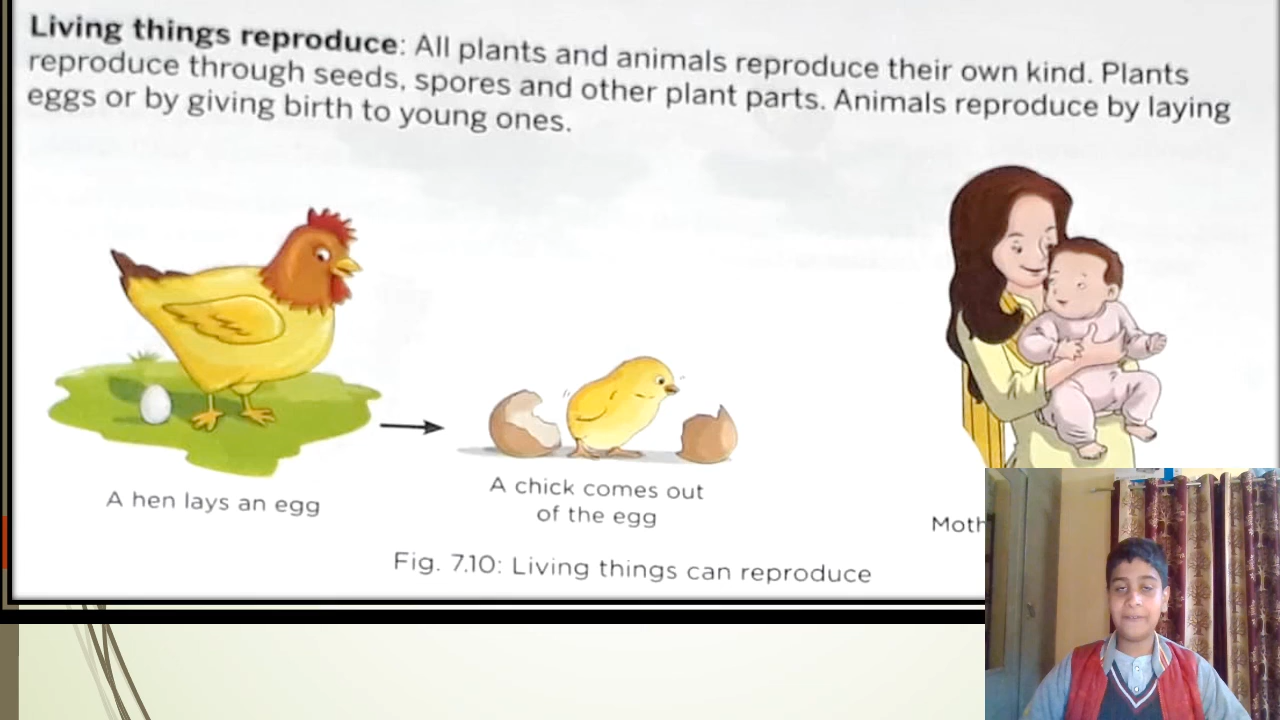 Living things reproduce: All plants and animals reproduce their own kind. Plants
reproduce through seeds, spores and other plant parts. Animals reproduce by laying
eggs or by giving birth to young ones.
A hen lays an egg
A chick comes out
of the egg
Moth
Fig. 7.10: Living things can reproduce